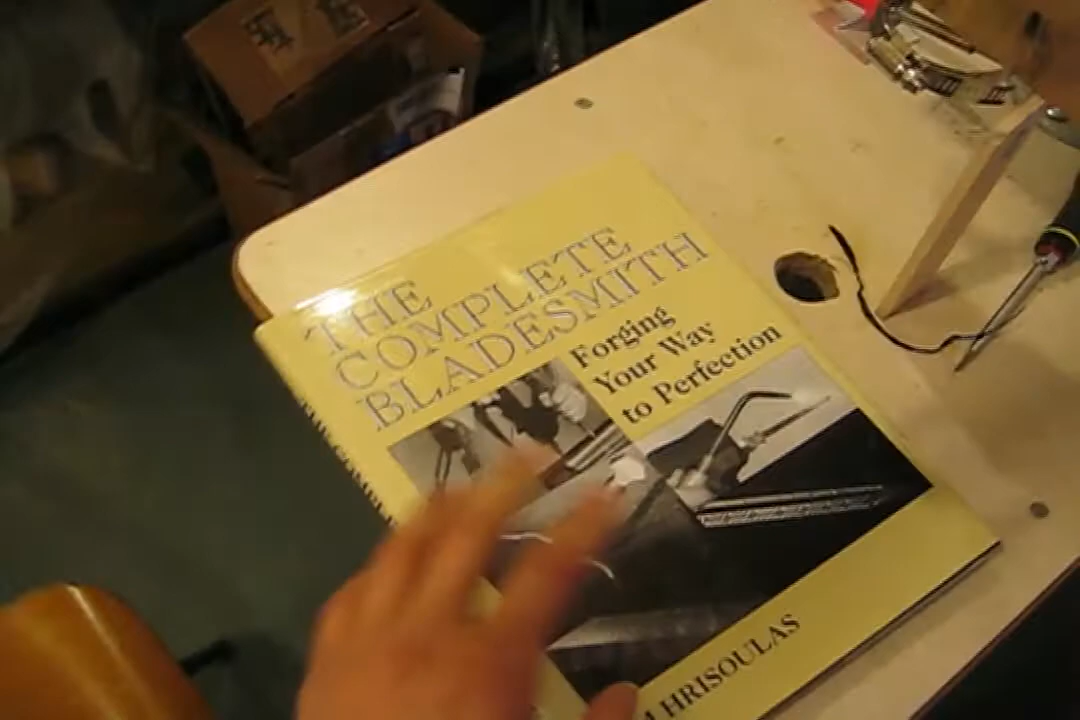 THE
COMPLETE
BLADESMITH
Forging
Your Way
to Perfection
HRISOULAS